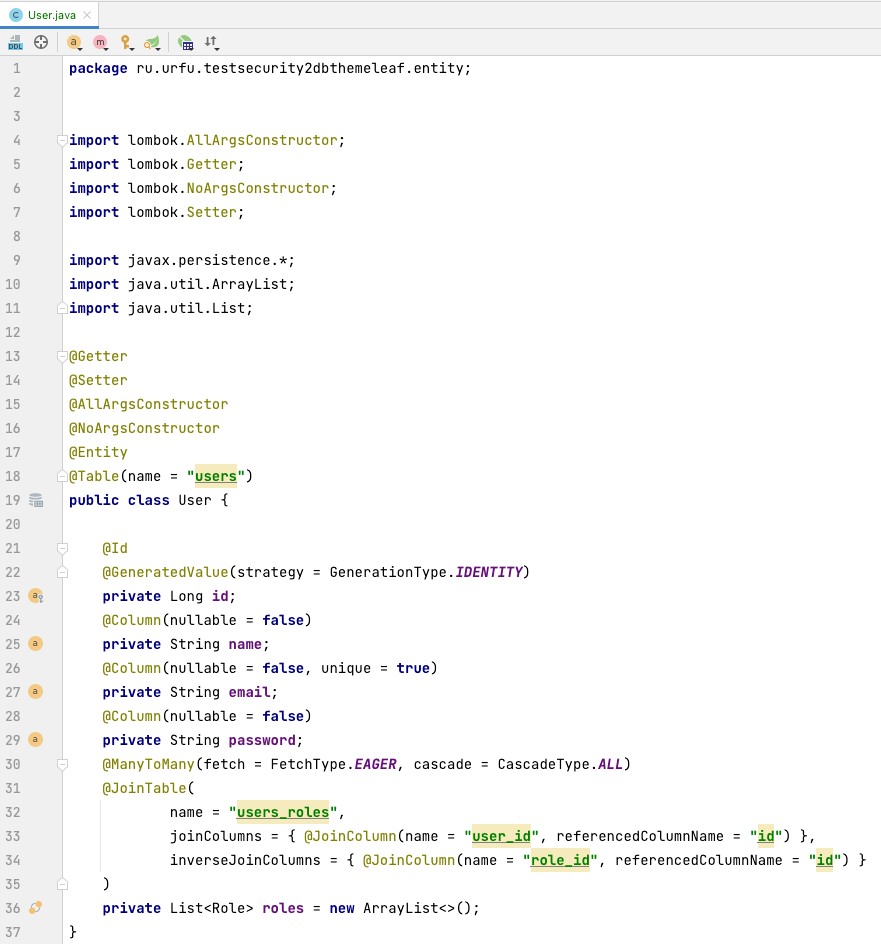 User.java
DDL
1 package ru.urfu.testsecurity2dbthemeleaf.entity;
2
3
4 import lombok.AllArgsConstructor;
5 import lombok.Getter;
6 import lombok.NoArgsConstructor;
7 import lombok.Setter;
8
9 import javax.persistence.*;
10 import java.util.ArrayList;
11 import java.util.List;
12
13 @Getter
14 @Setter
15 @AllArgsConstructor
16 @NoArgsConstructor
17 @Entity
18 @Table(name = "users")
19 public class User {
20
21     @Id
22     @GeneratedValue(strategy = GenerationType.IDENTITY)
23     private Long id;
24     @Column(nullable = false)
25     private String name;
26     @Column(nullable = false, unique = true)
27     private String email;
28     @Column(nullable = false)
29     private String password;
30     @ManyToMany(fetch = FetchType.EAGER, cascade = CascadeType.ALL)
31     @JoinTable(
32             name = "users_roles",
33             joinColumns = { @JoinColumn(name = "user_id", referencedColumnName = "id") },
34             inverseJoinColumns = { @JoinColumn(name = "role_id", referencedColumnName = "id") }
35     )
36     private List<Role> roles = new ArrayList<>();
37 }